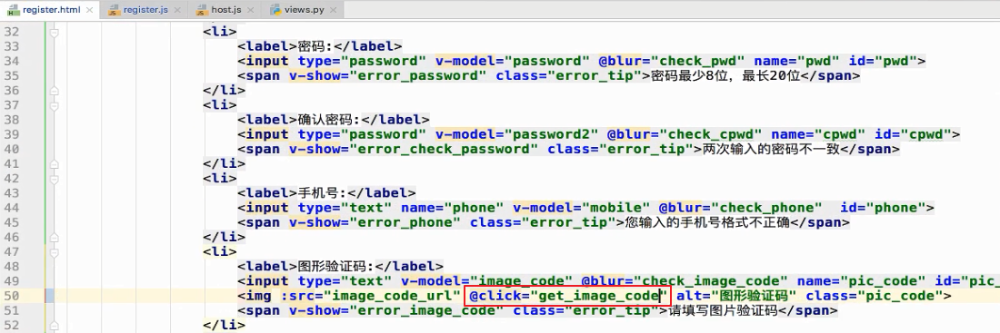 register.html register.js host.js views.py
32 <li>
33 <label>密码:</label>
34 <input type="password" v-model="password" @blur="check_pwd" name="pwd" id="pwd">
35 <span v-show="error_password" class="error_tip">密码最少8位，最长20位</span>
36 </li>
37 <li>
38 <label>确认密码:</label>
39 <input type="password" v-model="password2" @blur="check_cpwd" name="cpwd" id="cpwd">
40 <span v-show="error_check_password" class="error_tip">两次输入的密码不一致</span>
41 </li>
42 <li>
43 <label>手机号:</label>
44 <input type="text" name="phone" v-model="mobile" @blur="check_phone"  id="phone">
45 <span v-show="error_phone" class="error_tip">您输入的手机号格式不正确</span>
46 </li>
47 <li>
48 <label>图形验证码:</label>
49 <input type="text" v-model="image_code" @blur="check_image_code" name="pic_code" id="pic_
50 <img :src="image_code_url" @click="get_image_code" alt="图形验证码" class="pic_code">
51 <span v-show="error_image_code" class="error_tip">请填写图片验证码</span>
52 </li>